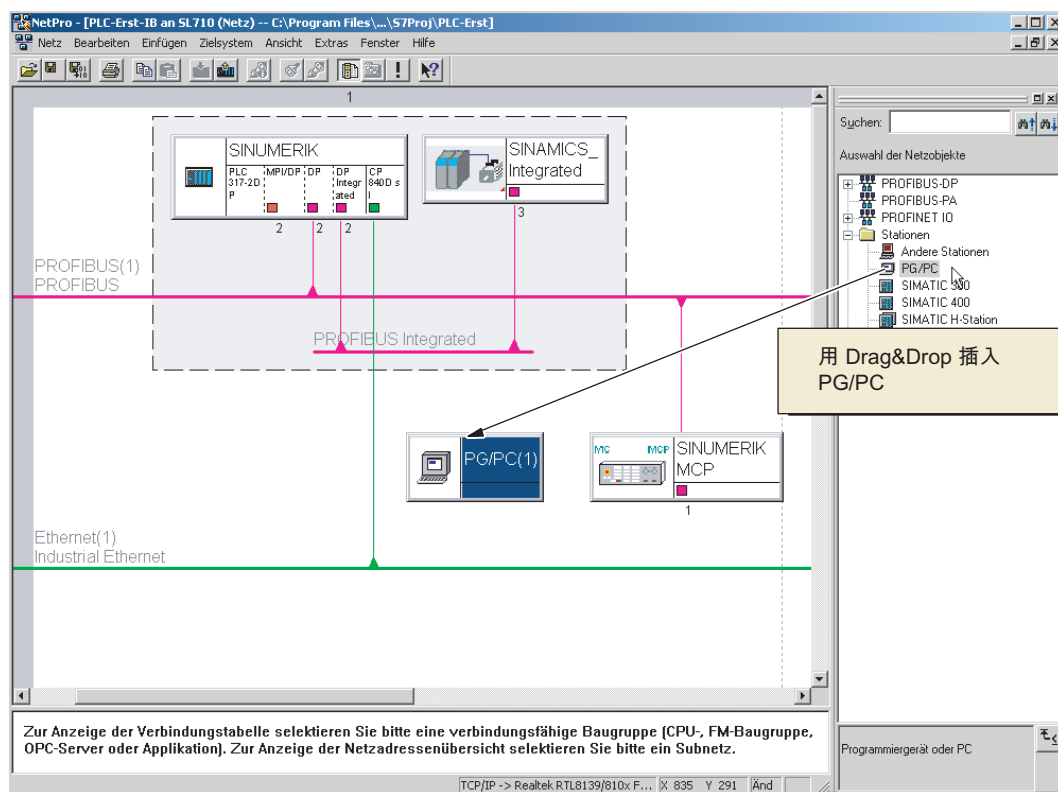 NetPro - [PLC-Erst-IB an SL710 (Netz) -- C:\Program Files\...\S7Proj\PLC-Erst]
Netz Bearbeiten Einfügen Zielsystem Ansicht Extras Fenster Hilfe
1
SINUMERIK
PLC 317-2D P
MPI/DP
DP
DP Integr ated
CP 840D s l
2 2 2
SINAMICS_
Integrated
3
PROFIBUS(1)
PROFIBUS
PROFIBUS Integrated
PG/PC(1)
MC MCP
SINUMERIK
MCP
1
Ethernet(1)
Industrial Ethernet
Suchen:
Auswahl der Netzobjekte
PROFIBUS-DP
PROFIBUS-PA
PROFINET IO
Stationen
Andere Stationen
PG/PC
SIMATIC 300
SIMATIC 400
SIMATIC H-Station
用 Drag&Drop 插入
PG/PC
Zur Anzeige der Verbindungstabelle selektieren Sie bitte eine verbindungsfähige Baugruppe (CPU-, FM-Baugruppe,
OPC-Server oder Applikation). Zur Anzeige der Netzadressenübersicht selektieren Sie bitte ein Subnetz.
Programmiergerät oder PC
TCP/IP -> Realtek RTL8139/810x F... X 835 Y 291 Änd